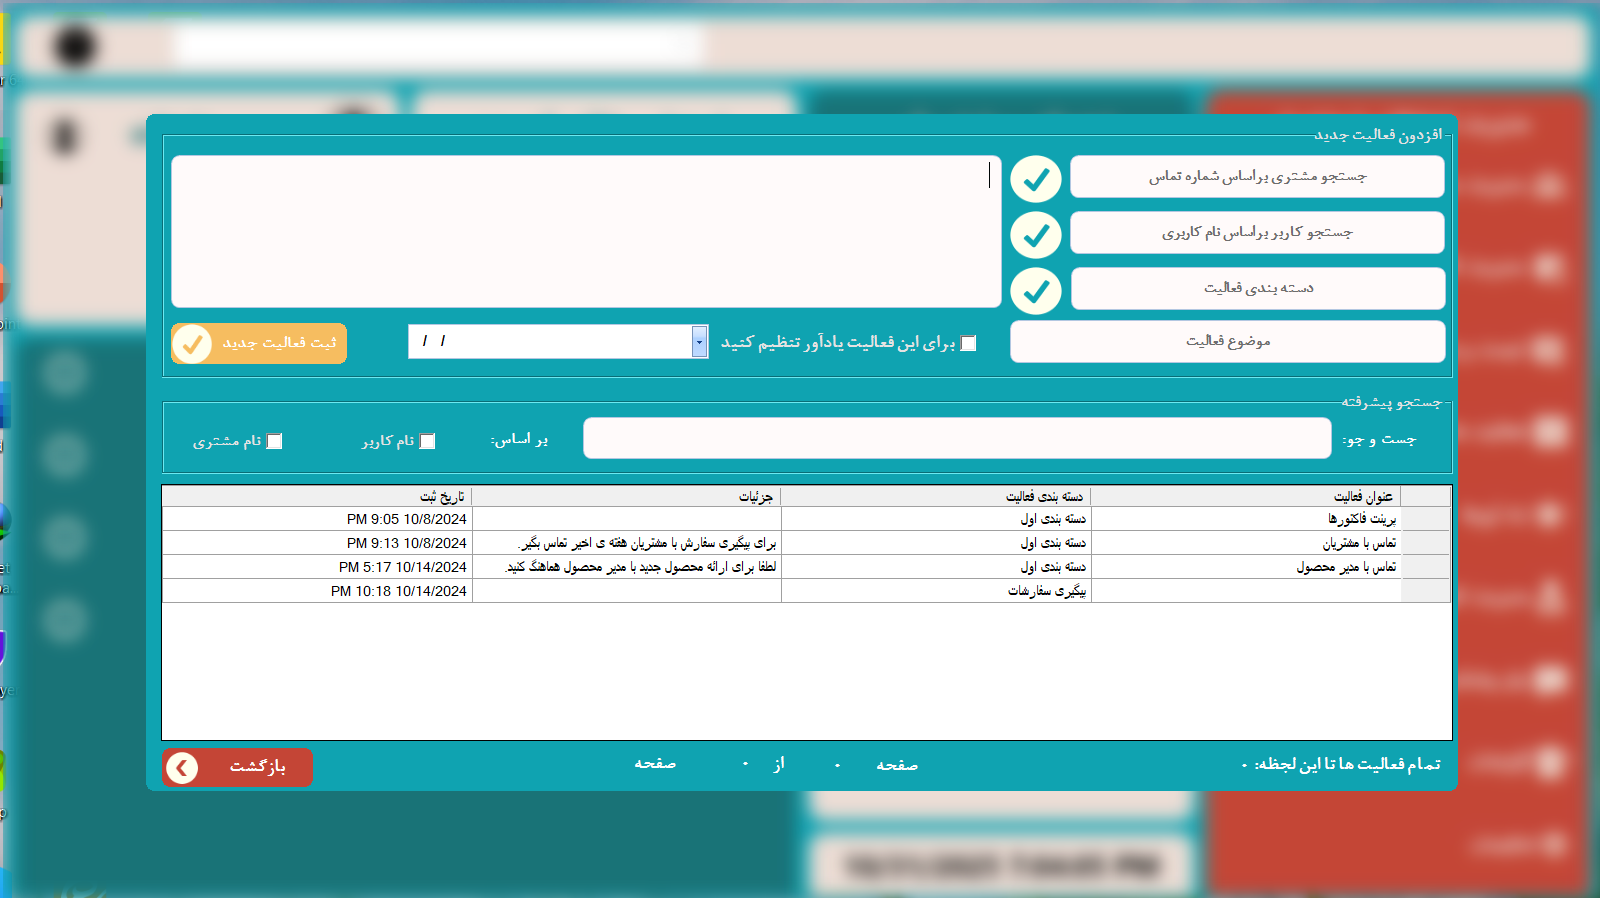 افزدون فعالیت جدید
جستجو مشتری براساس شماره تماس
جستجو کاربر براساس نام کاربری
دسته بندی فعالیت
موضوع فعالیت
برای این فعالیت یادآور تنظیم کنید
/ /
ثبت فعالیت جدید
جستجو پیشرفته
جست و جو:
بر اساس:
نام کاربر
نام مشتری
عنوان فعالیت دسته بندی فعالیت جزئیات تاریخ ثبت
پرینت فاکتورها دسته بندی اول 10/8/2024 9:05 PM
تماس با مشتریان دسته بندی اول برای پیگیری سفارش با مشتریان هفته ی اخیر تماس بگیر. 10/8/2024 9:13 PM
تماس با مدیر محصول دسته بندی اول لطفا برای ارائه محصول جدید با مدیر محصول هماهنگ کنید. 10/14/2024 5:17 PM
پیگیری سفارشات 10/14/2024 10:18 PM
تمام فعالیت ها تا این لجظه: ۰
صفحه ۰ از ۰ صفحه
بازگشت